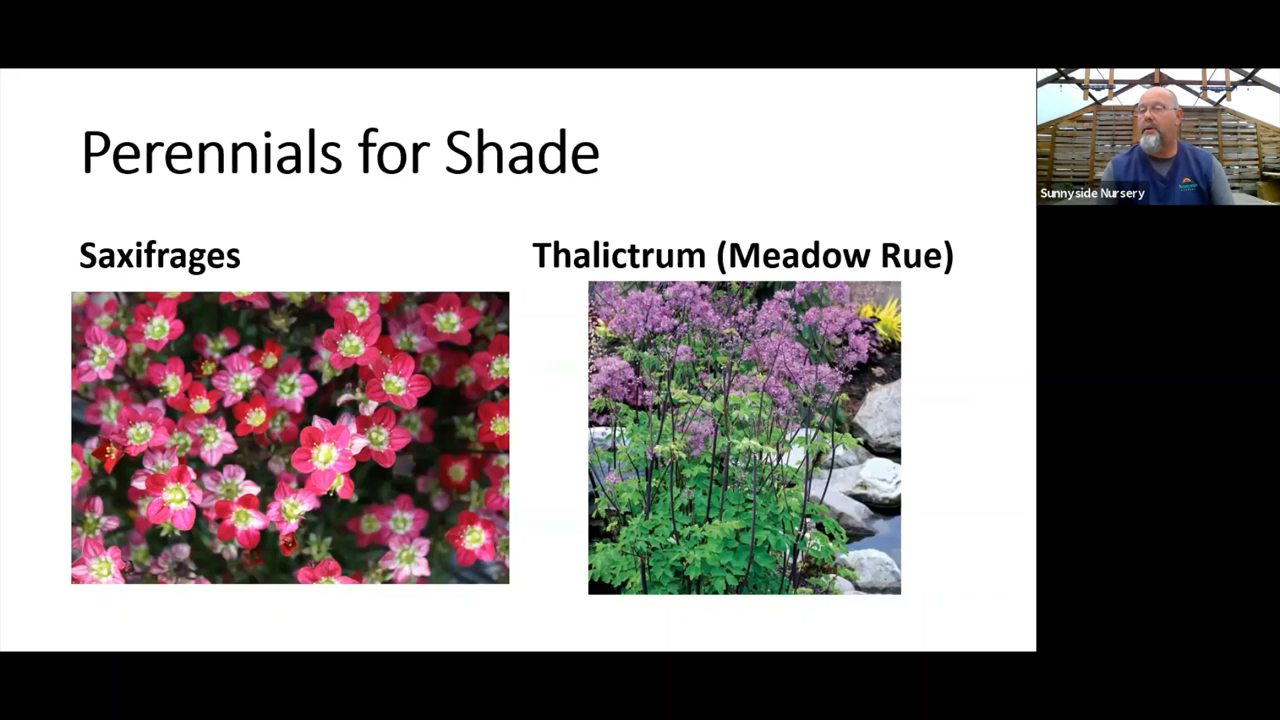 Perennials for Shade
Saxifrages
Thalictrum (Meadow Rue)
Sunnyside Nursery